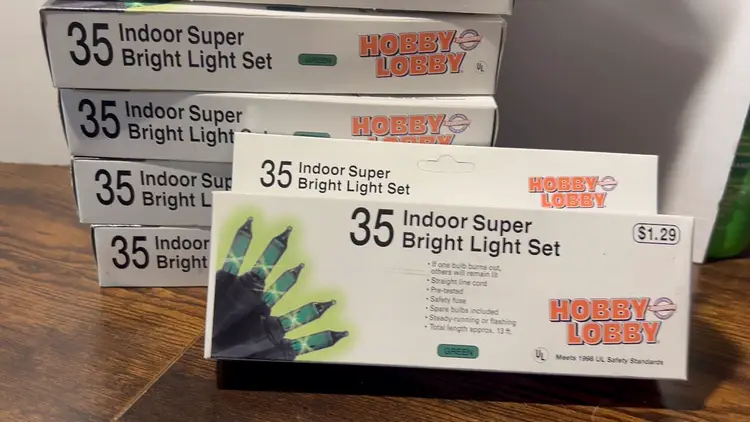 35 Indoor Super
Bright Light Set
GREEN
HOBBY
LOBBY
UL
35 Indoor Super
Bright Light Set
HOBBY
LOBBY
35 Indoor Sup
Bright L
35 Indoor
Bright
35 Indoor Super
Bright Light Set
HOBBY
LOBBY
35 Indoor Super
Bright Light Set
$1.29
• If one bulb burns out,
others will remain lit
• Straight line cord
• Pre-tested
• Safety fuse
• Spare bulbs included
• Steady-running or flashing
• Total length approx. 13 ft.
GREEN
HOBBY
LOBBY
UL
Meets 1998 UL Safety Standards